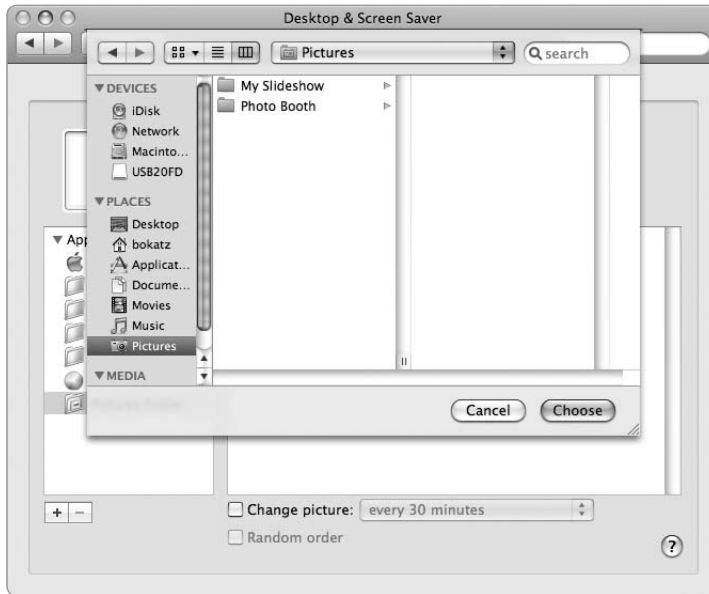 Desktop & Screen Saver
Pictures
search
DEVICES
iDisk
Network
Macinto...
USB20FD
PLACES
Desktop
bokatz
Applicat...
Docume...
Movies
Music
Pictures
MEDIA
My Slideshow
Photo Booth
App
Cancel
Choose
+ −
Change picture: every 30 minutes
Random order
?